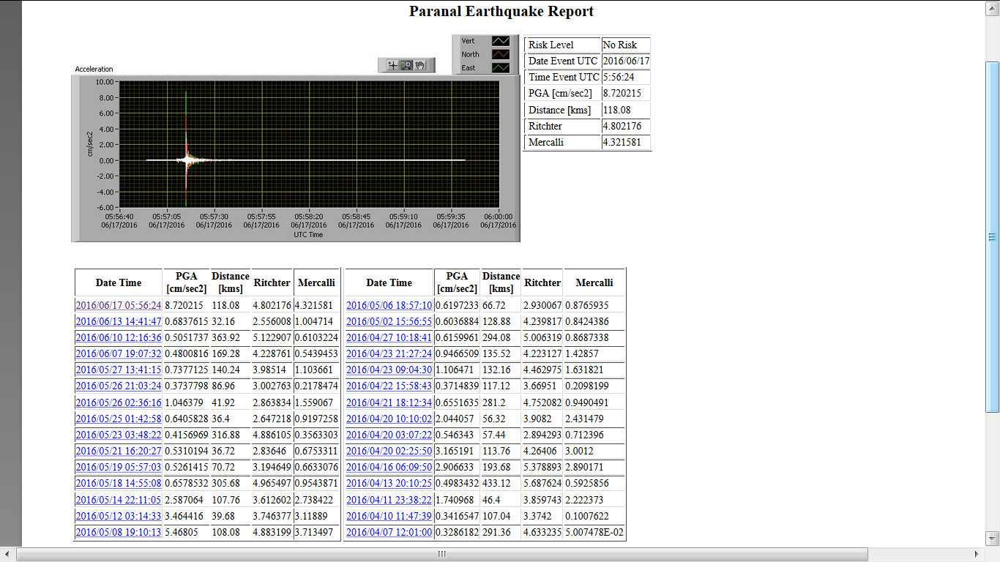 Paranal Earthquake Report
Vert
North
East
Acceleration
10.00
8.00
6.00
4.00
2.00
0.00
-2.00
-4.00
-6.00
cm/sec2
05:56:40 05:57:05 05:57:30 05:57:55 05:58:20 05:58:45 05:59:10 05:59:35 06:00:00
06/17/2016 06/17/2016 06/17/2016 06/17/2016 06/17/2016 06/17/2016 06/17/2016 06/17/2016 06/17/2016
UTC Time
Risk Level No Risk
Date Event UTC 2016/06/17
Time Event UTC 5:56:24
PGA [cm/sec2] 8.720215
Distance [kms] 118.08
Ritchter 4.802176
Mercalli 4.321581
Date Time PGA [cm/sec2] Distance [kms] Ritchter Mercalli
2016/06/17 05:56:24 8.720215 118.08 4.802176 4.321581
2016/06/13 14:41:47 0.6837615 32.16 2.556008 1.004714
2016/06/10 12:16:36 0.5051737 363.92 5.122907 0.6103224
2016/06/07 19:07:32 0.4800816 169.28 4.228761 0.5439453
2016/05/27 13:41:15 0.7377125 140.24 3.98514 1.103661
2016/05/26 21:03:24 0.3737798 86.96 3.002763 0.2178474
2016/05/26 02:36:16 1.046379 41.92 2.863834 1.559067
2016/05/25 01:42:58 0.6405828 36.4 2.647218 0.9197258
2016/05/23 03:48:22 0.4156969 316.88 4.886105 0.3563303
2016/05/21 16:20:27 0.5310194 36.72 2.83646 0.6753311
2016/05/19 05:57:03 0.5261415 70.72 3.194649 0.6633076
2016/05/18 14:55:08 0.6578532 305.68 4.965497 0.9543871
2016/05/14 22:11:05 2.587064 107.76 3.612602 2.738422
2016/05/12 03:14:33 3.464416 39.68 3.746377 3.11889
2016/05/08 19:10:13 5.46805 108.08 4.883199 3.713497
Date Time PGA [cm/sec2] Distance [kms] Ritchter Mercalli
2016/05/06 18:57:10 0.6197233 66.72 2.930067 0.8765935
2016/05/02 15:56:55 0.6036884 128.88 4.239817 0.8424386
2016/04/27 10:18:41 0.6159961 294.08 5.006319 0.8687338
2016/04/23 21:27:24 0.9466509 135.52 4.223127 1.42857
2016/04/23 09:04:30 1.106471 132.16 4.462975 1.631821
2016/04/22 15:58:43 0.3714839 117.12 3.66951 0.2098199
2016/04/21 18:12:34 0.6551635 281.2 4.752082 0.9490491
2016/04/20 10:10:02 2.044057 56.32 3.9082 2.431479
2016/04/20 03:07:22 0.546343 57.44 2.894293 0.712396
2016/04/20 02:25:50 3.165191 113.76 4.26406 3.0012
2016/04/16 06:09:50 2.906633 193.68 5.378893 2.890171
2016/04/13 20:10:25 0.4983432 433.12 5.687624 0.5925856
2016/04/11 23:38:22 1.740968 46.4 3.859743 2.222373
2016/04/10 11:47:39 0.3416547 107.04 3.3742 0.1007622
2016/04/07 12:01:00 0.3286182 291.36 4.633235 5.007478E-02